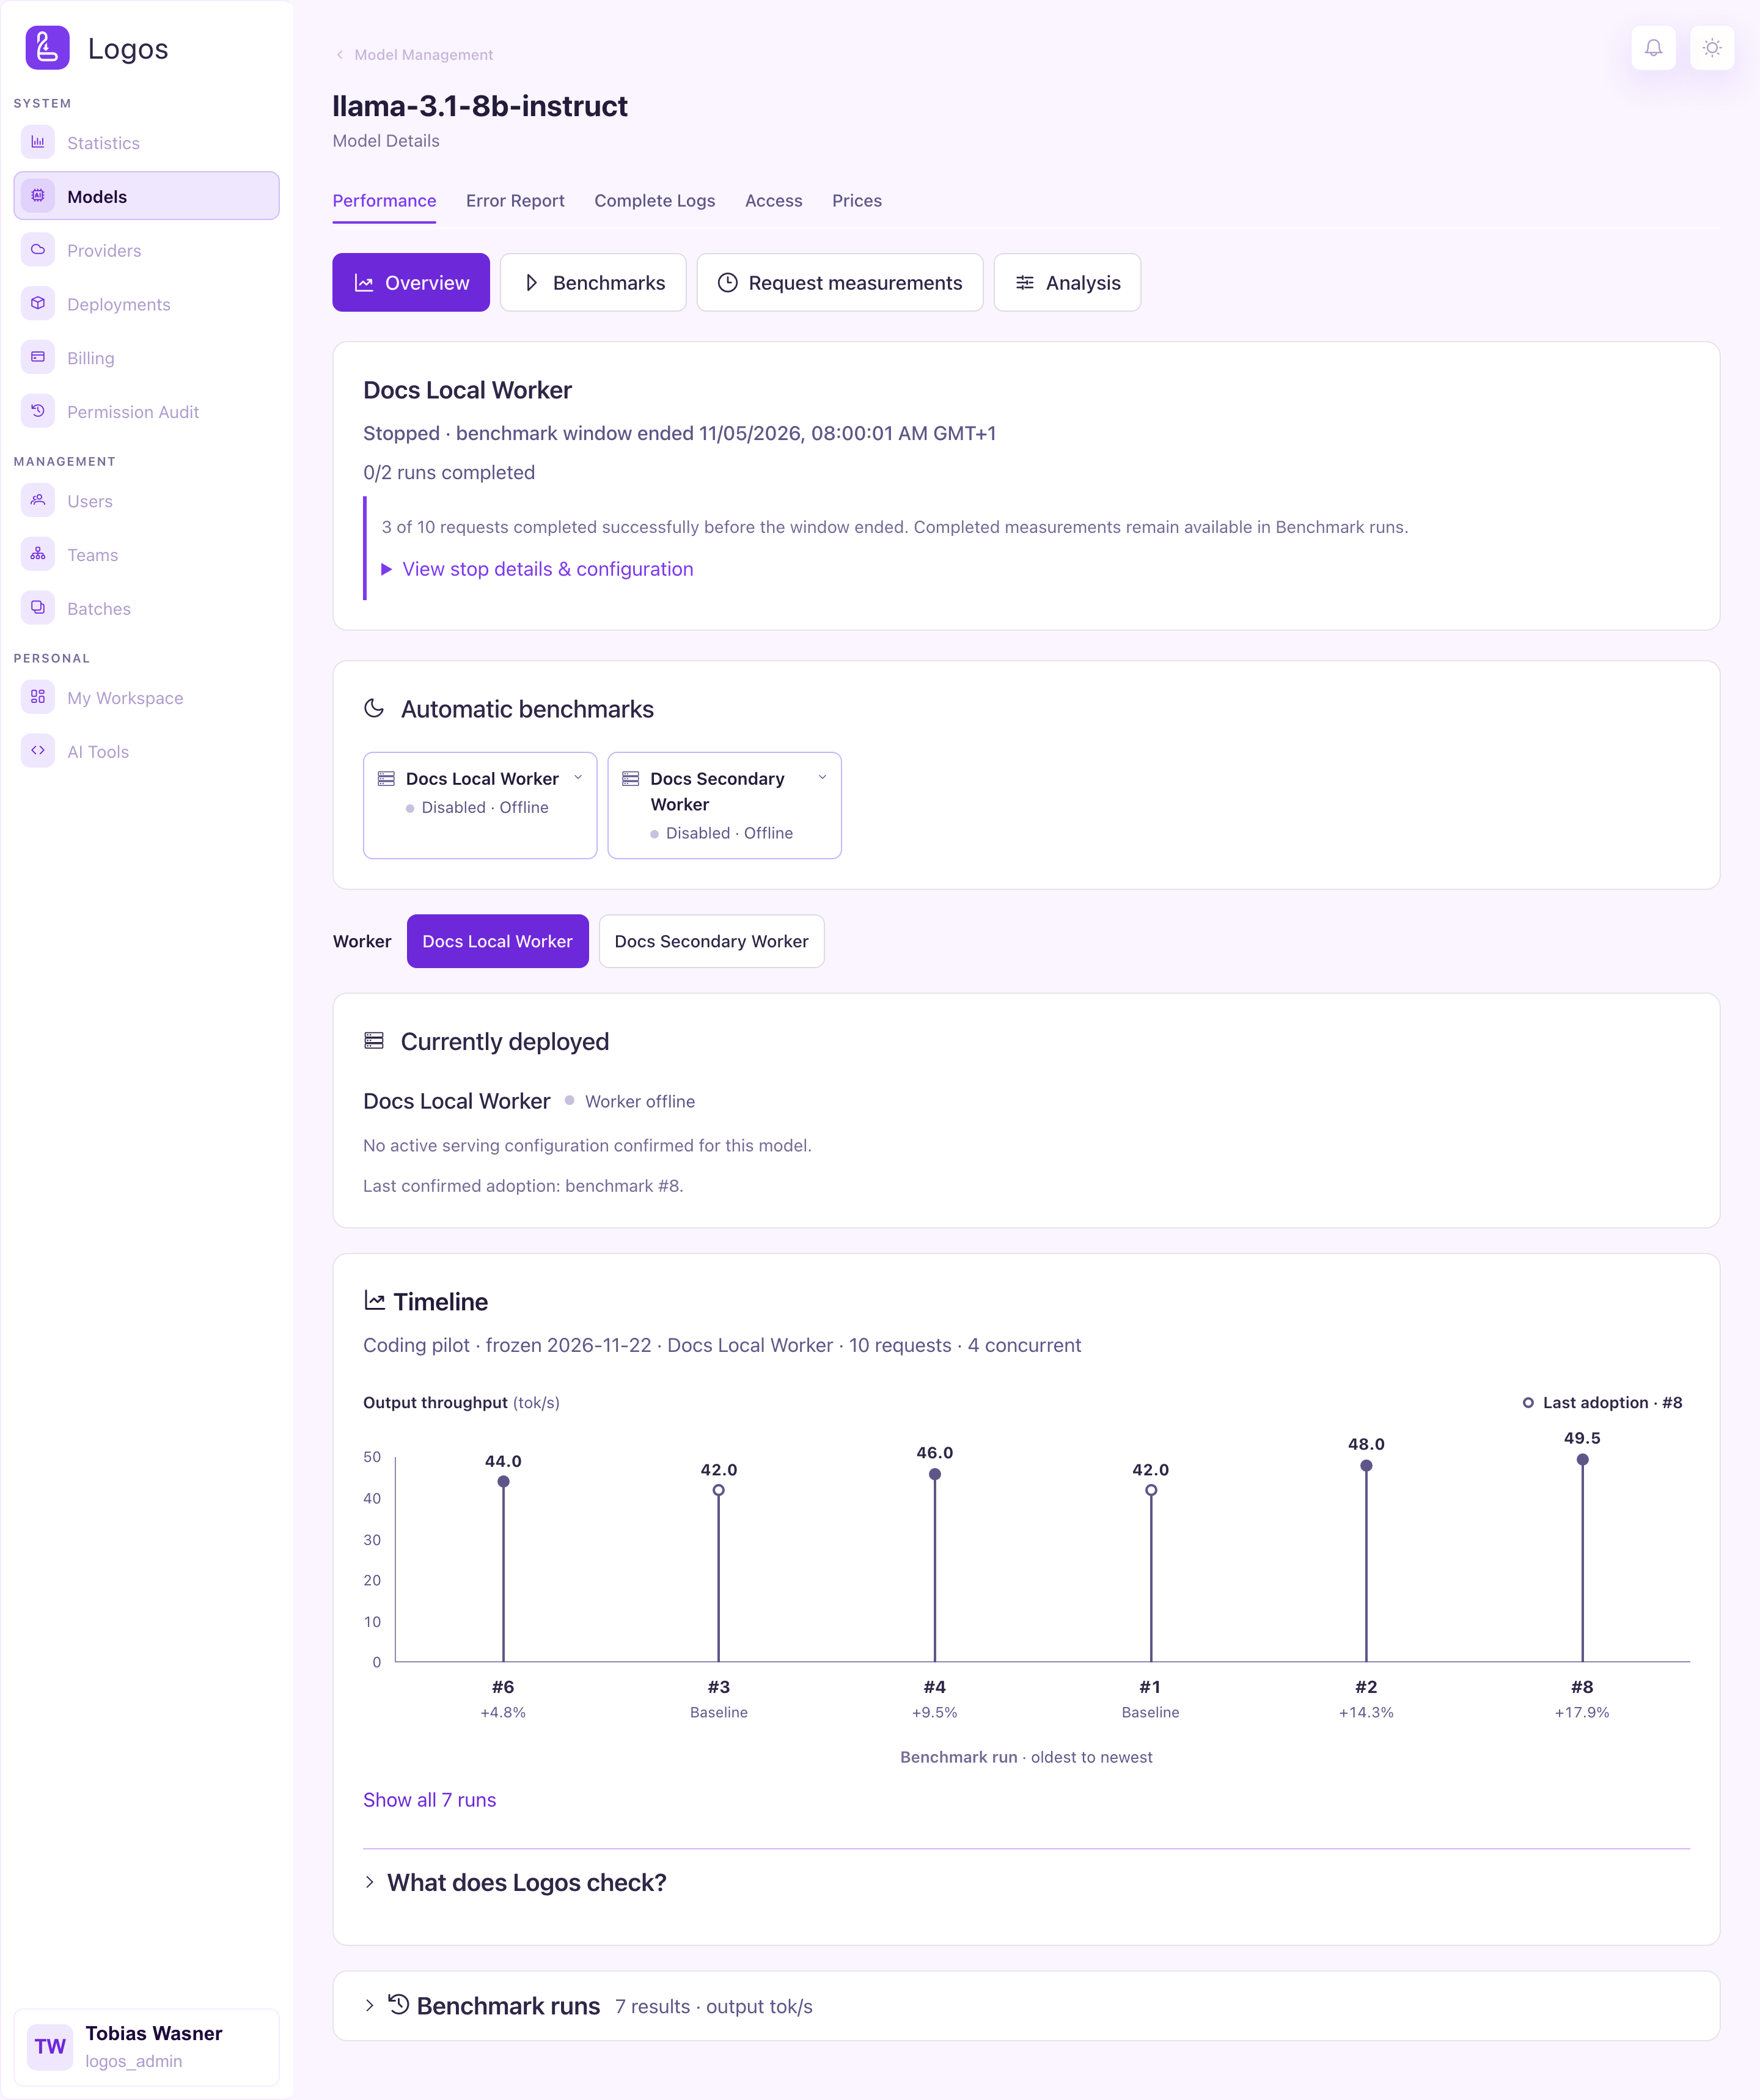 Logos
SYSTEM
Statistics
Models
Providers
Deployments
Billing
Permission Audit
MANAGEMENT
Users
Teams
Batches
PERSONAL
My Workspace
AI Tools
TW
Tobias Wasner
logos_admin
Model Management
llama-3.1-8b-instruct
Model Details
Performance Error Report Complete Logs Access Prices
Overview Benchmarks Request measurements Analysis
Docs Local Worker
Stopped · benchmark window ended 11/05/2026, 08:00:01 AM GMT+1
0/2 runs completed
3 of 10 requests completed successfully before the window ended. Completed measurements remain available in Benchmark runs.
View stop details & configuration
Automatic benchmarks
Docs Local Worker
Disabled · Offline
Docs Secondary
Worker
Disabled · Offline
Worker Docs Local Worker Docs Secondary Worker
Currently deployed
Docs Local Worker Worker offline
No active serving configuration confirmed for this model.
Last confirmed adoption: benchmark #8.
Timeline
Coding pilot · frozen 2026-11-22 · Docs Local Worker · 10 requests · 4 concurrent
Output throughput (tok/s)
Last adoption · #8
50
40
30
20
10
0
44.0 42.0 46.0 42.0 48.0 49.5
#6 #3 #4 #1 #2 #8
+4.8% Baseline +9.5% Baseline +14.3% +17.9%
Benchmark run · oldest to newest
Show all 7 runs
What does Logos check?
Benchmark runs 7 results · output tok/s